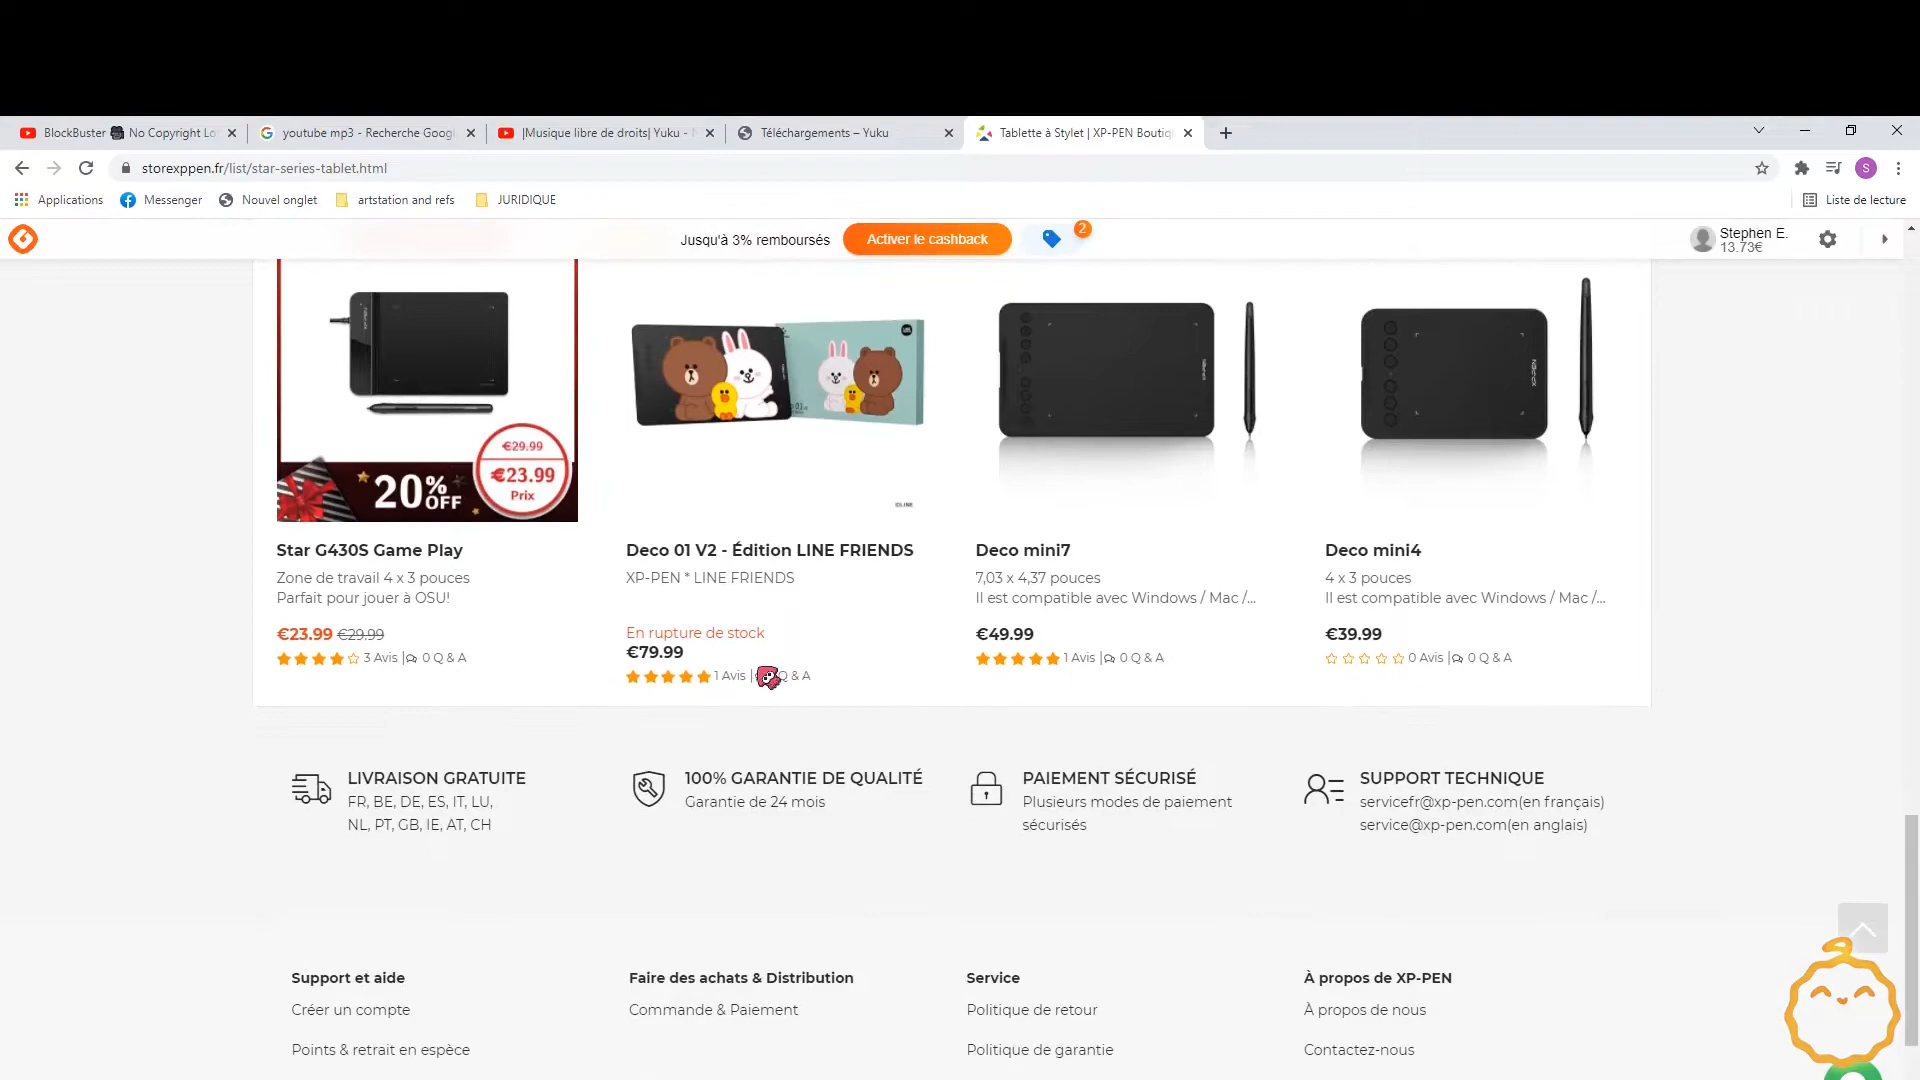 BlockBuster No Copyright Lo
youtube mp3 - Recherche Googl
|Musique libre de droits| Yuku -
Téléchargements – Yuku
Tablette à Stylet | XP-PEN Boutiq
storexppen.fr/list/star-series-tablet.html
S
Applications
Messenger
Nouvel onglet
artstation and refs
JURIDIQUE
Liste de lecture
Jusqu'à 3% remboursés
Activer le cashback
2
Stephen E.
13.73€
€29.99
€23.99
Prix
20% OFF
©LINE
Star G430S Game Play
Zone de travail 4 x 3 pouces
Parfait pour jouer à OSU!
€23.99 €29.99
3 Avis | 0 Q & A
Deco 01 V2 - Édition LINE FRIENDS
XP-PEN * LINE FRIENDS
En rupture de stock
€79.99
1 Avis | Q & A
Deco mini7
7,03 x 4,37 pouces
Il est compatible avec Windows / Mac /...
€49.99
1 Avis | 0 Q & A
Deco mini4
4 x 3 pouces
Il est compatible avec Windows / Mac /...
€39.99
0 Avis | 0 Q & A
LIVRAISON GRATUITE
FR, BE, DE, ES, IT, LU,
NL, PT, GB, IE, AT, CH
100% GARANTIE DE QUALITÉ
Garantie de 24 mois
PAIEMENT SÉCURISÉ
Plusieurs modes de paiement
sécurisés
SUPPORT TECHNIQUE
servicefr@xp-pen.com(en français)
service@xp-pen.com(en anglais)
Support et aide
Créer un compte
Points & retrait en espèce
Faire des achats & Distribution
Commande & Paiement
Service
Politique de retour
Politique de garantie
À propos de XP-PEN
À propos de nous
Contactez-nous